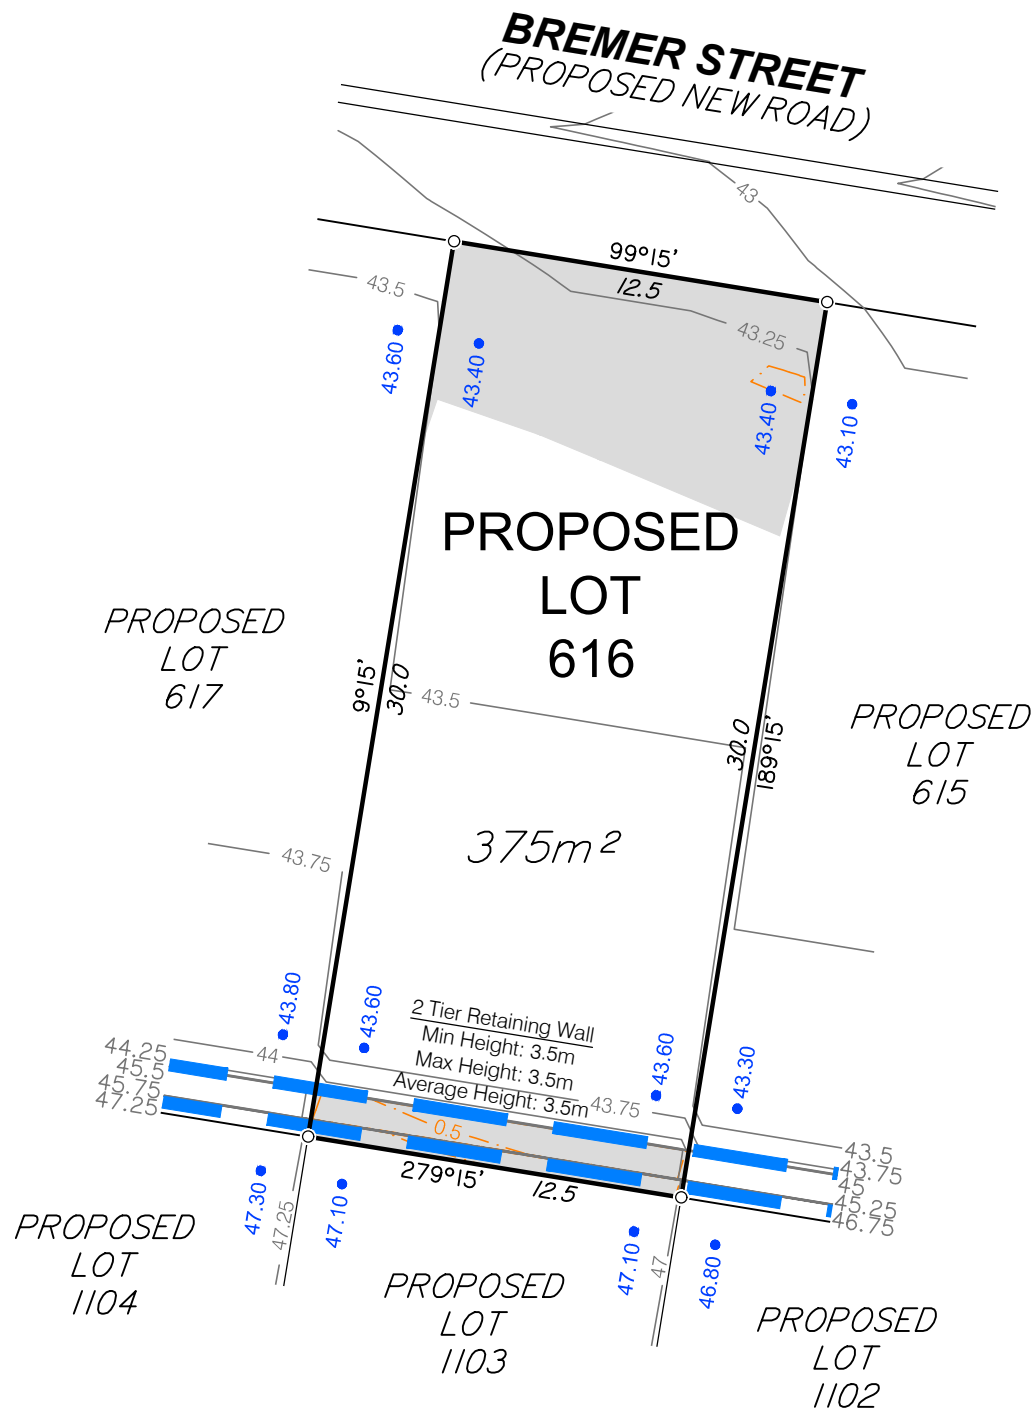 BREMER STREET
(PROPOSED NEW ROAD)
43
99°15'
12.5
43.5
43.25
43.60
43.40
43.40
43.10
PROPOSED
LOT
616
PROPOSED
LOT
617
9°15'
30.0
43.5
30.0
189°15'
PROPOSED
LOT
615
375m²
43.75
43.80
43.60
2 Tier Retaining Wall
Min Height: 3.5m
Max Height: 3.5m
Average Height: 3.5m
43.60
43.30
44.25
45.5
45.75
47.25
44
43.75
0.5
43.5
43.75
45
45.25
46.75
279°15'
12.5
47.30
47.25
47.10
47.10
47
46.80
PROPOSED
LOT
1104
PROPOSED
LOT
1103
PROPOSED
LOT
1102